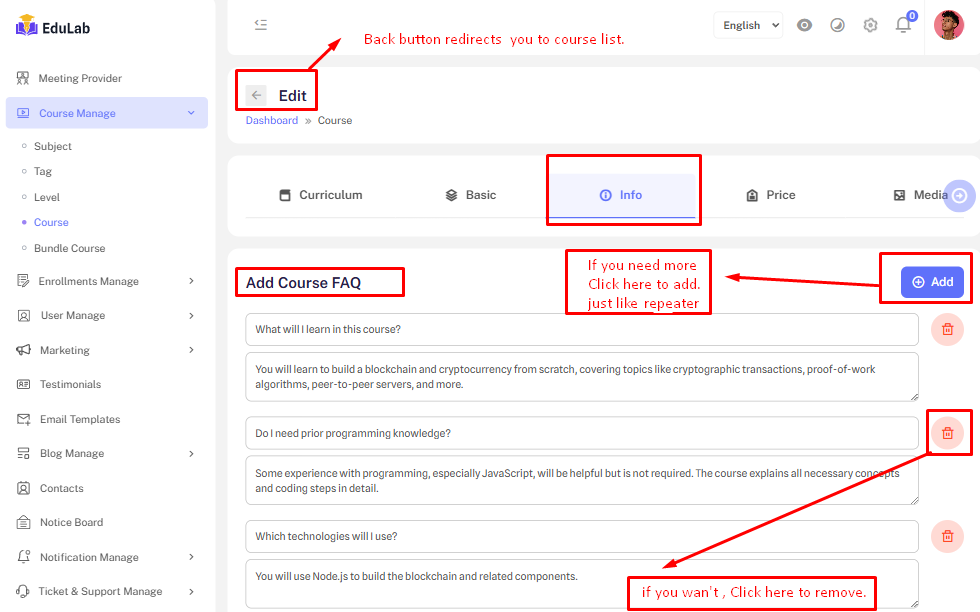 EduLab
English
0
Back button redirects you to course list.
Meeting Provider
Course Manage
Subject
Tag
Level
Course
Bundle Course
Enrollments Manage
User Manage
Marketing
Testimonials
Email Templates
Blog Manage
Contacts
Notice Board
Notification Manage
Ticket & Support Manage
Edit
Dashboard » Course
Curriculum
Basic
Info
Price
Media
Add Course FAQ
If you need more
Click here to add.
just like repeater
Add
What will I learn in this course?
You will learn to build a blockchain and cryptocurrency from scratch, covering topics like cryptographic transactions, proof-of-work
algorithms, peer-to-peer servers, and more.
Do I need prior programming knowledge?
Some experience with programming, especially JavaScript, will be helpful but is not required. The course explains all necessary concepts
and coding steps in detail.
Which technologies will I use?
You will use Node.js to build the blockchain and related components.
if you wan't , Click here to remove.